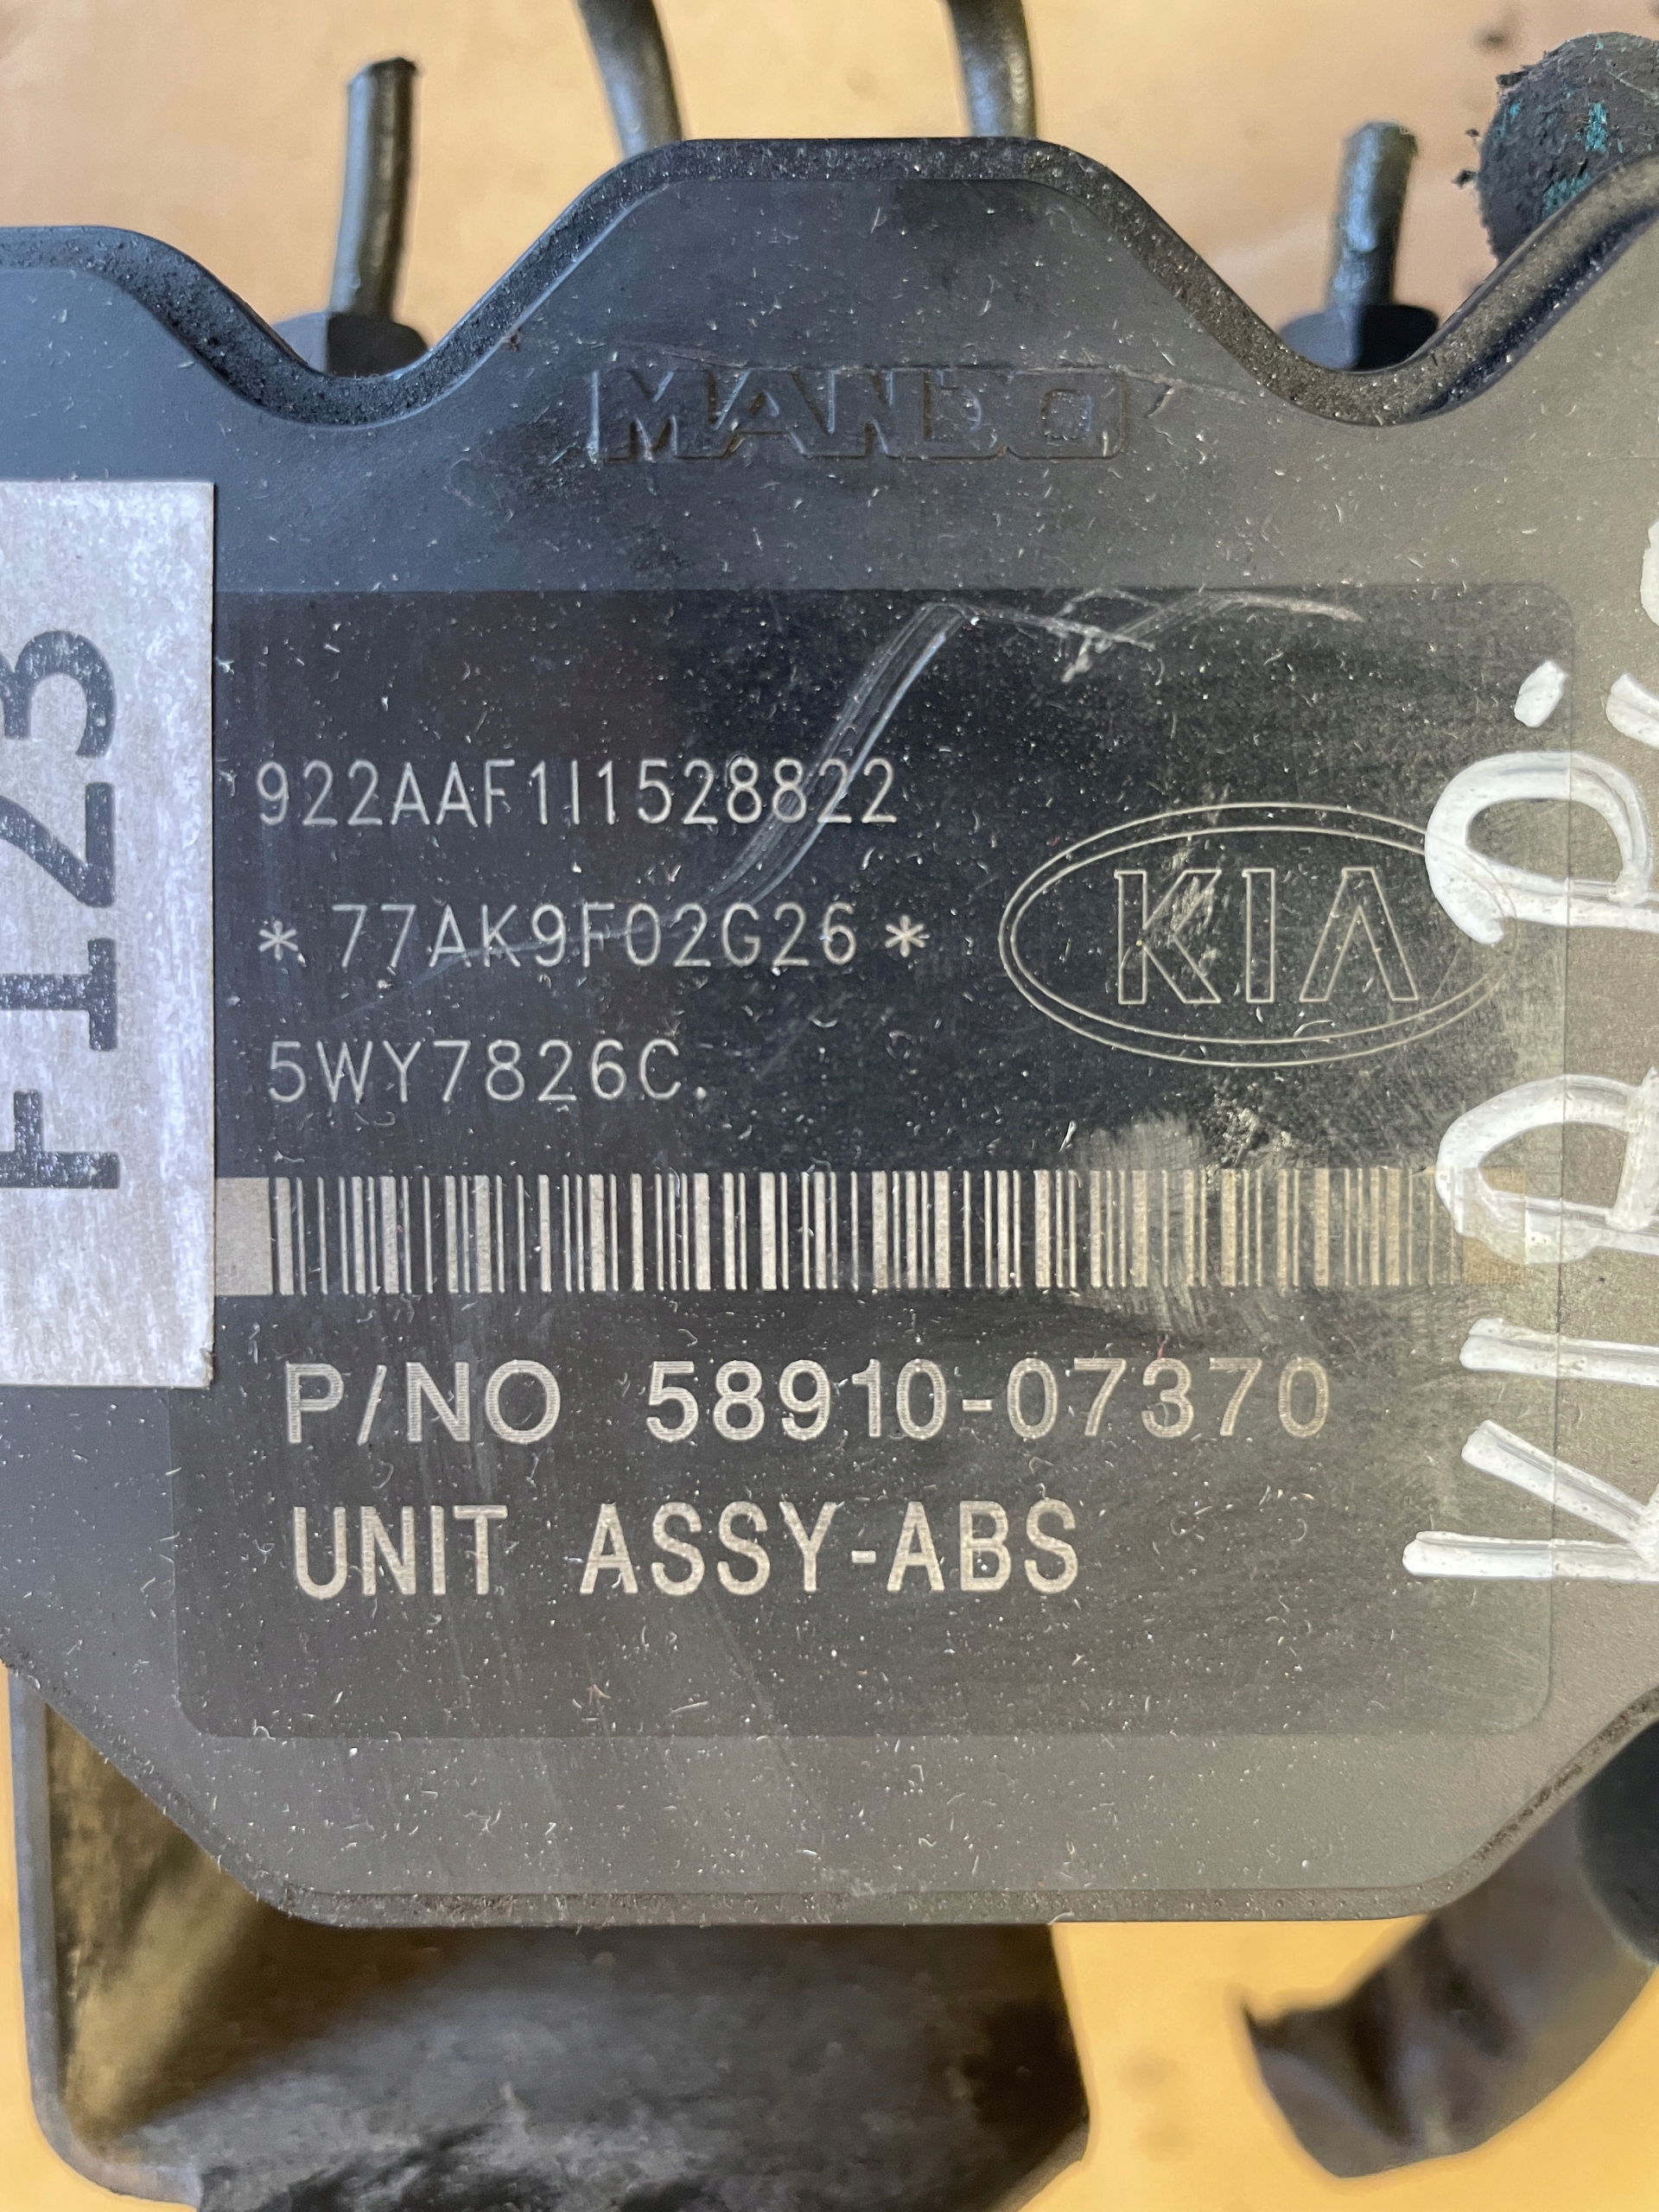 MANDO
F123
922AAF1I1528822
*77AK9F02G26*
KIA
5WY7826C.
P/NO 58910-07370
UNIT ASSY-ABS